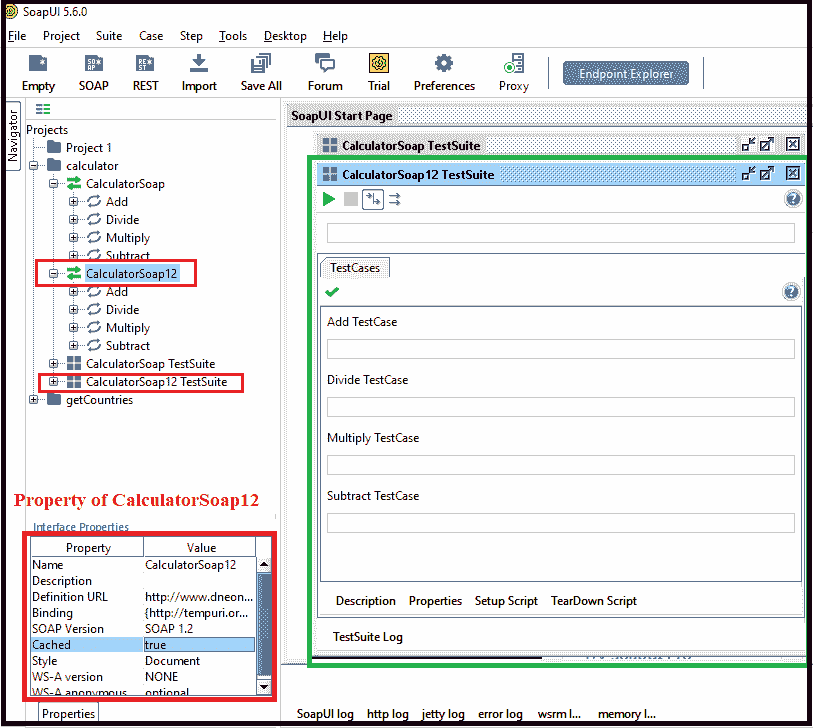 SoapUI 5.6.0
File Project Suite Case Step Tools Desktop Help
SO AP RE ST
Empty SOAP REST Import Save All Forum Trial Preferences Proxy Endpoint Explorer
Navigator
Projects
Project 1
calculator
CalculatorSoap
Add
Divide
Multiply
Subtract
CalculatorSoap12
Add
Divide
Multiply
Subtract
CalculatorSoap TestSuite
CalculatorSoap12 TestSuite
getCountries
Property of CalculatorSoap12
Interface Properties
Property Value
Name CalculatorSoap12
Description
Definition URL http://www.dneon...
Binding {http://tempuri.or...
SOAP Version SOAP 1.2
Cached true
Style Document
WS-A version NONE
WS-A anonymous optional
Properties
SoapUI Start Page
CalculatorSoap TestSuite
CalculatorSoap12 TestSuite
TestCases
Add TestCase
Divide TestCase
Multiply TestCase
Subtract TestCase
Description Properties Setup Script TearDown Script
TestSuite Log
SoapUI log http log jetty log error log wsrm l... memory l...